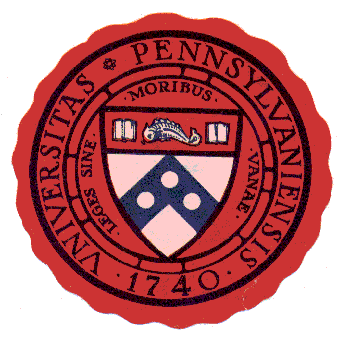 VNIVERSITAS * PENNSYLVANIENSIS
· LEGES SINE · MORIBUS · VANAE ·
· 1740 ·